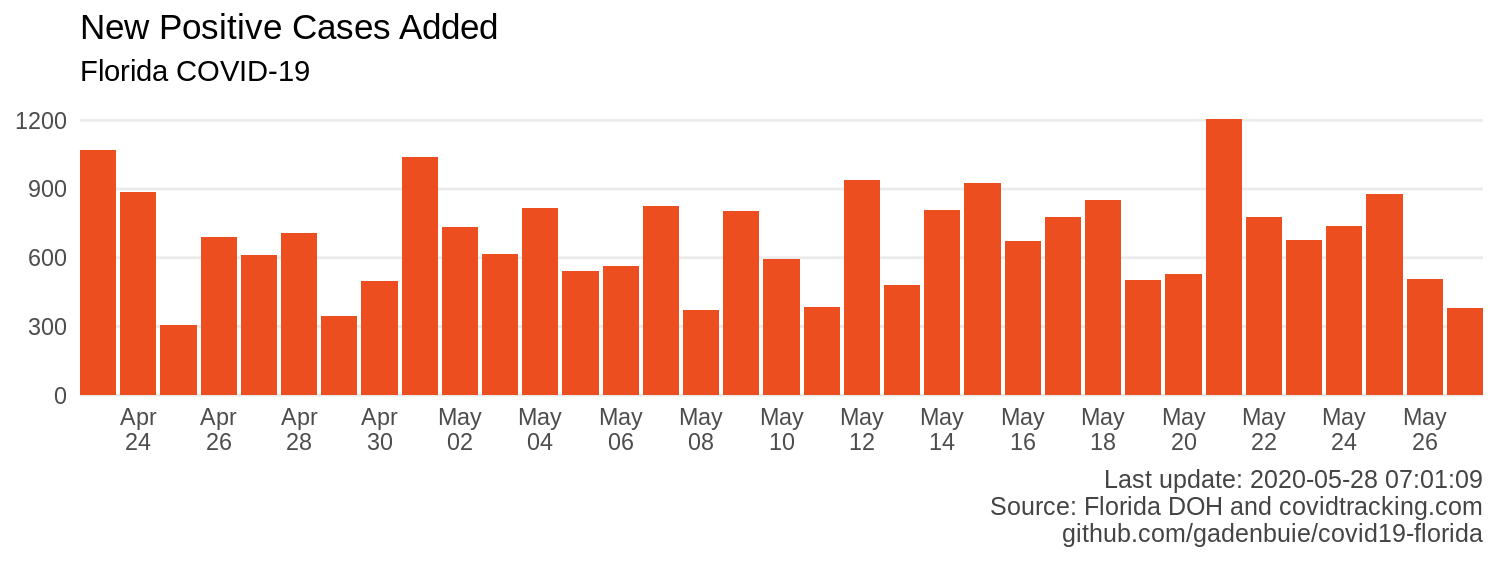 New Positive Cases Added
Florida COVID-19
1200
900
600
300
0
Apr Apr Apr Apr May May May May May May May May May May May May May
24 26 28 30 02 04 06 08 10 12 14 16 18 20 22 24 26
Last update: 2020-05-28 07:01:09
Source: Florida DOH and covidtracking.com
github.com/gadenbuie/covid19-florida